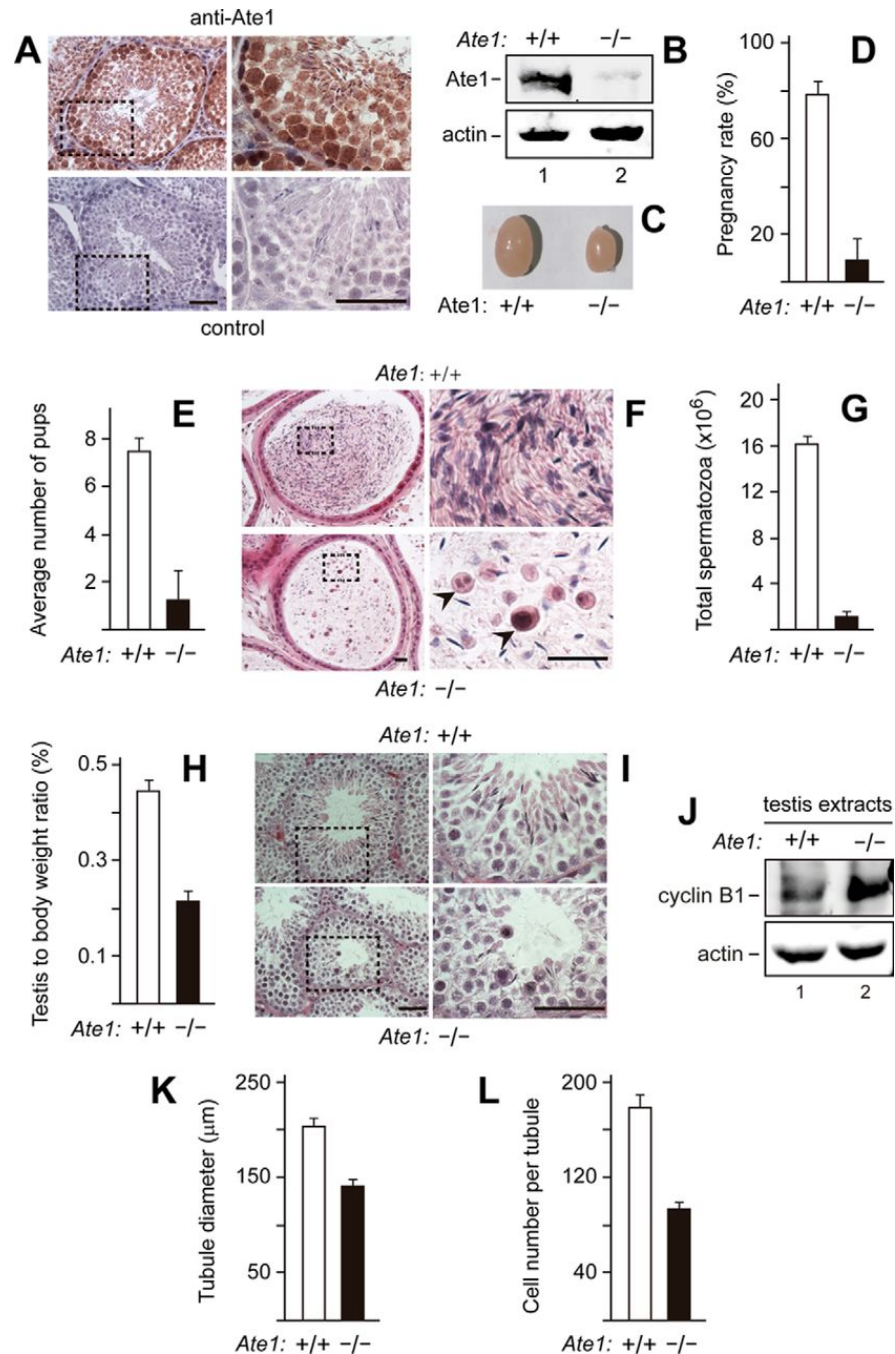 anti-Ate1
A
control
Ate1: +/+ −/−
B
Ate1
actin
1 2
C
Ate1: +/+ −/−
D
Pregnancy rate (%)
100
60
20
Ate1: +/+ −/−
E
Average number of pups
8
6
4
2
Ate1: +/+ −/−
Ate1: +/+
F
Ate1: −/−
G
Total spermatozoa (x10⁶)
20
16
12
8
4
Ate1: +/+ −/−
H
Testis to body weight ratio (%)
0.5
0.3
0.1
Ate1: +/+ −/−
Ate1: +/+
I
Ate1: −/−
J
testis extracts
Ate1: +/+ −/−
cyclin B1
actin
1 2
K
Tubule diameter (μm)
250
150
50
Ate1: +/+ −/−
L
Cell number per tubule
200
120
40
Ate1: +/+ −/−